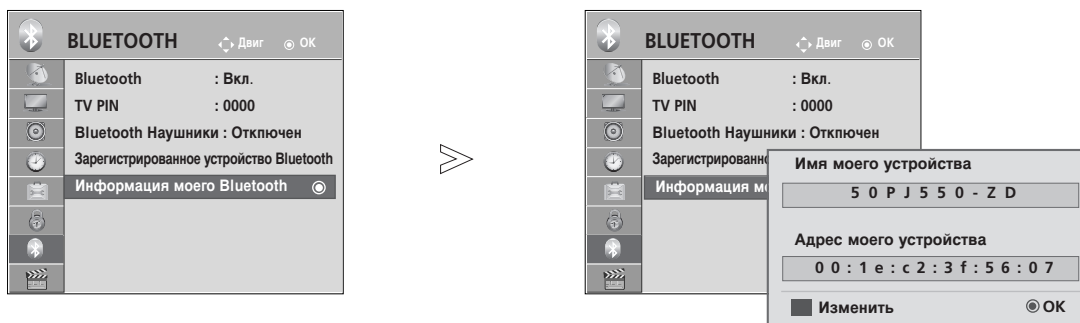 BLUETOOTH Двиг OK
Bluetooth : Вкл.
TV PIN : 0000
Bluetooth Наушники : Откпючен
Зарегистрированное устройство Bluetooth
Информация моего Bluetooth
BLUETOOTH Двиг OK
Bluetooth : Вкл.
TV PIN : 0000
Bluetooth Наушники : Откпючен
Зарегистрированно
Информация мо
Имя моего устройства
50PJ550-ZD
Адрес моего устройства
00:1e:c2:3f:56:07
Изменить OK